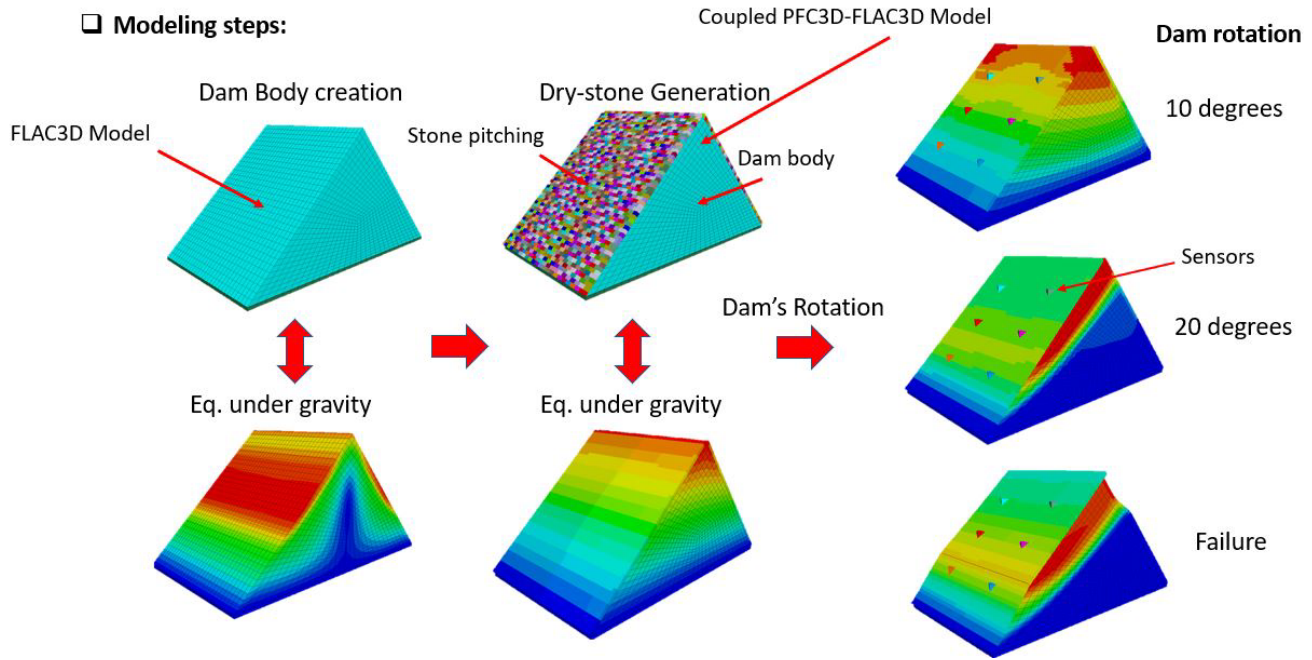 ❑ Modeling steps:
Coupled PFC3D-FLAC3D Model
Dam rotation
Dam Body creation
Dry-stone Generation
10 degrees
FLAC3D Model
Stone pitching
Dam body
Sensors
Dam's Rotation
20 degrees
Eq. under gravity
Eq. under gravity
Failure